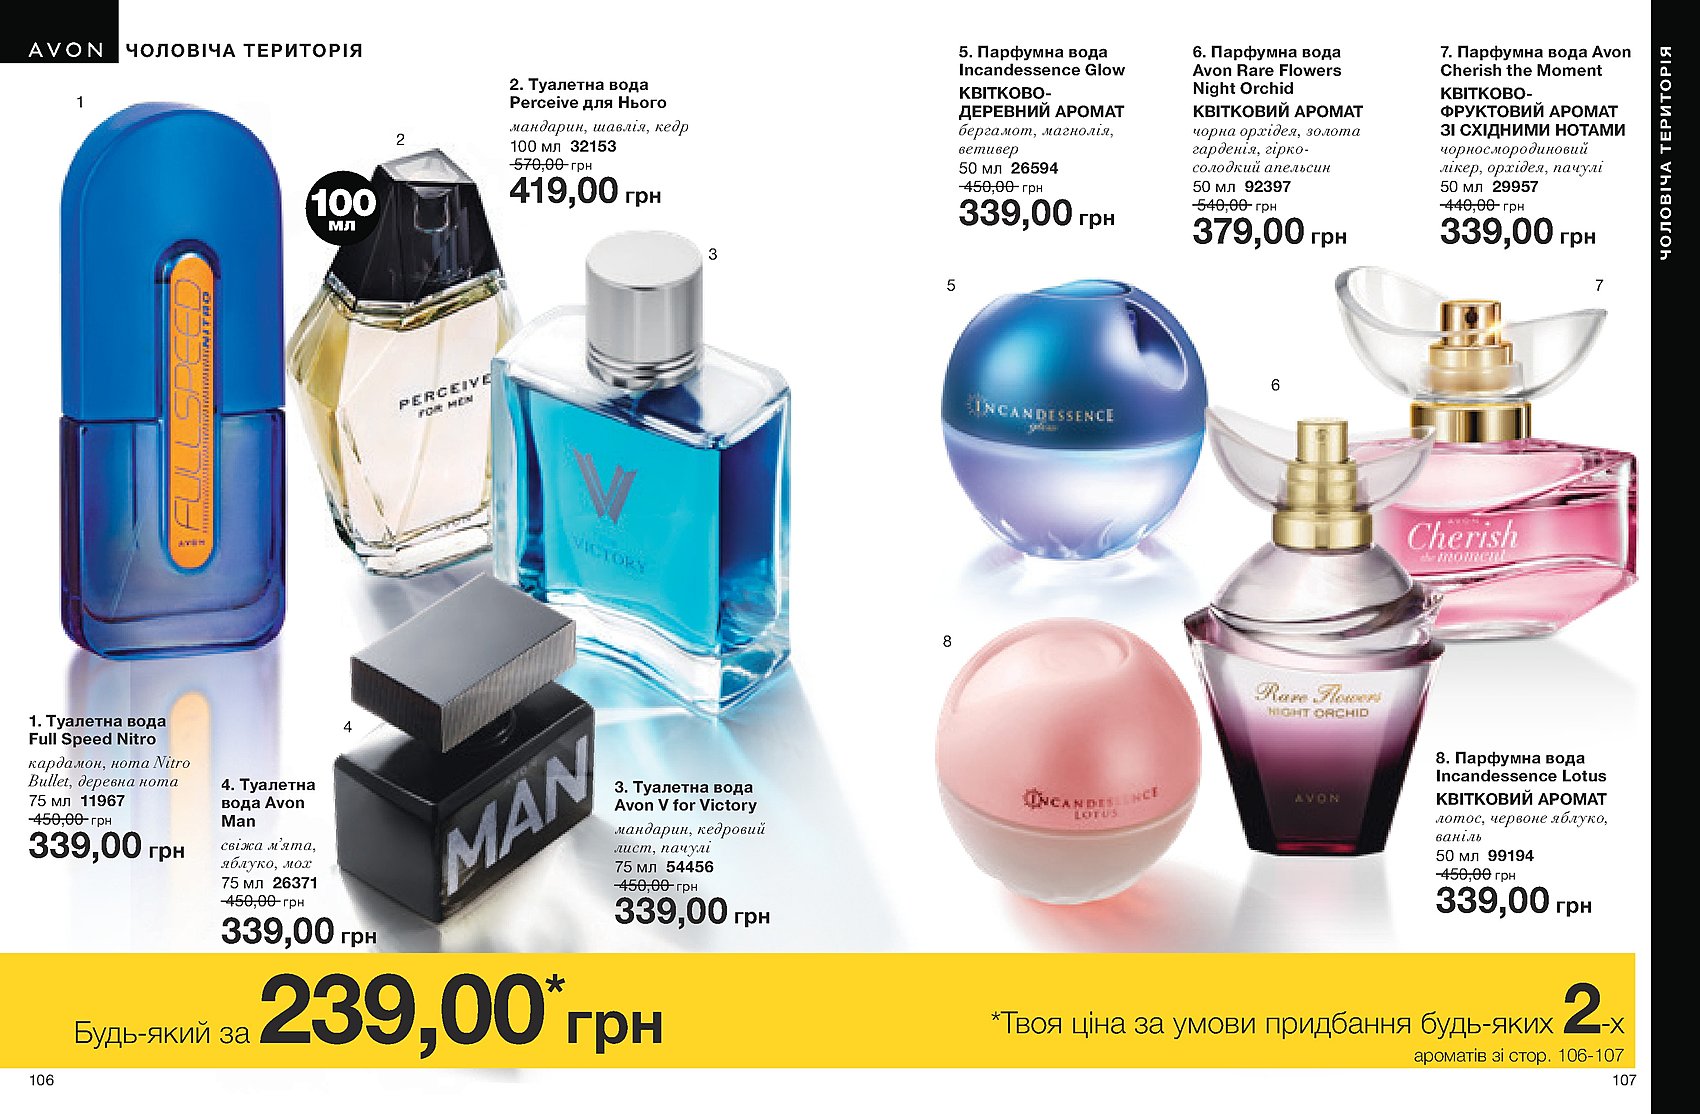 AVON ЧОЛОВІЧА ТЕРИТОРІЯ
1
2
2. Туалетна вода
Perceive для Нього
мандарин, шавлія, кедр
100 мл 32153
570,00 грн
419,00 грн
100
мл
3
FULL SPEED
NITRO
AVON
PERCEIVE
FOR MEN
V
VICTORY
1. Туалетна вода
Full Speed Nitro
кардамон, нота Nitro
Bullet, деревна нота
75 мл 11967
450,00 грн
339,00 грн
4
MAN
4. Туалетна
вода Avon
Man
свіжа м'ята,
яблуко, мох
75 мл 26371
450,00 грн
339,00 грн
3. Туалетна вода
Avon V for Victory
мандарин, кедровий
лист, пачулі
75 мл 54456
450,00 грн
339,00 грн
5. Парфумна вода
Incandessence Glow
КВІТКОВО-
ДЕРЕВНИЙ АРОМАТ
бергамот, магнолія,
ветивер
50 мл 26594
450,00 грн
339,00 грн
6. Парфумна вода
Avon Rare Flowers
Night Orchid
КВІТКОВИЙ АРОМАТ
чорна орхідея, золота
гарденія, гірко-
солодкий апельсин
50 мл 92397
540,00 грн
379,00 грн
7. Парфумна вода Avon
Cherish the Moment
КВІТКОВО-
ФРУКТОВИЙ АРОМАТ
ЗІ СХІДНИМИ НОТАМИ
чорносмородиновий
лікер, орхідея, пачулі
50 мл 29957
440,00 грн
339,00 грн
ЧОЛОВІЧА ТЕРИТОРІЯ
5
7
6
INCANDESSENCE
glow
AVON
Cherish
the moment
8
INCANDESSENCE
LOTUS
Rare Flowers
NIGHT ORCHID
AVON
8. Парфумна вода
Incandessence Lotus
КВІТКОВИЙ АРОМАТ
лотос, червоне яблуко,
ваніль
50 мл 99194
450,00 грн
339,00 грн
Будь-який за 239,00* грн
*Твоя ціна за умови придбання будь-яких 2-х
ароматів зі стор. 106-107
106
107